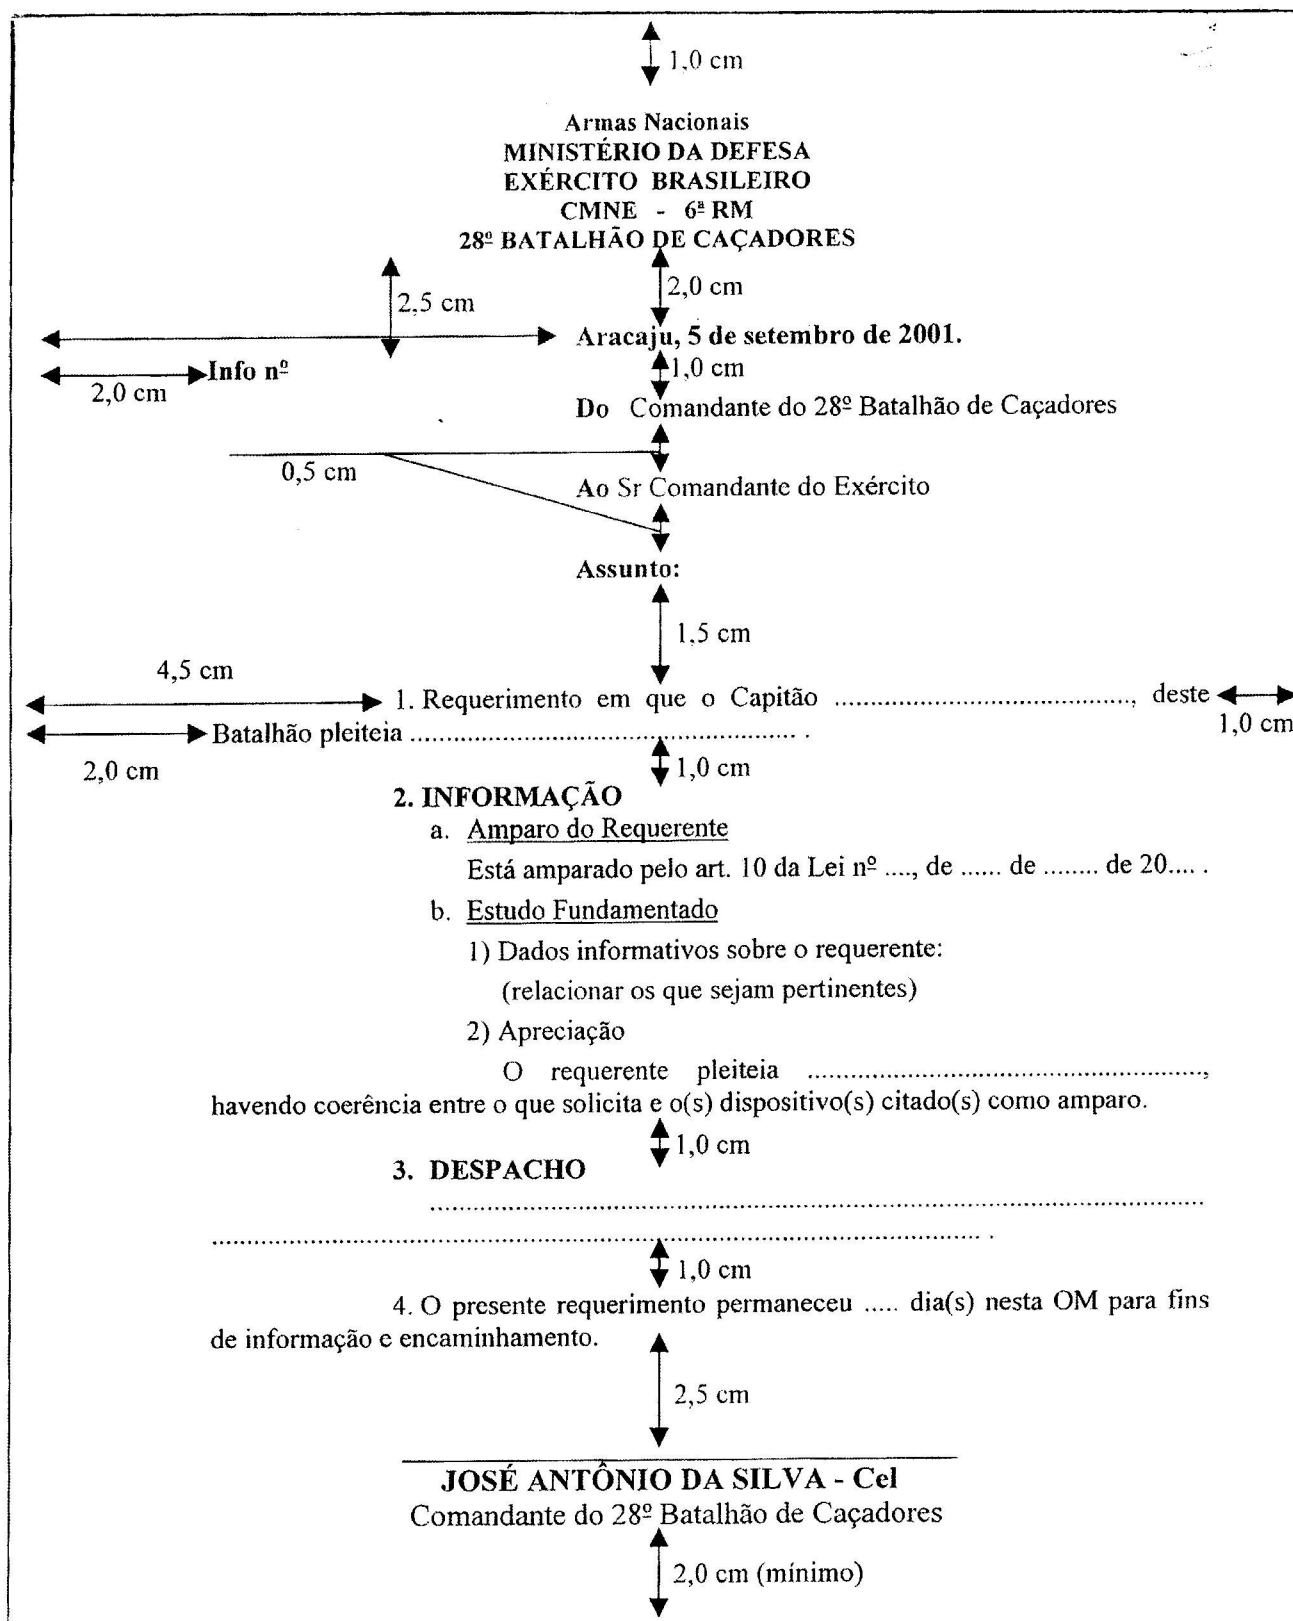 1,0 cm
Armas Nacionais
MINISTÉRIO DA DEFESA
EXÉRCITO BRASILEIRO
CMNE - 6ª RM
28º BATALHÃO DE CAÇADORES
2,5 cm
2,0 cm
Aracaju, 5 de setembro de 2001.
Info nº
2,0 cm
1,0 cm
Do Comandante do 28º Batalhão de Caçadores
0,5 cm
Ao Sr Comandante do Exército
Assunto:
1,5 cm
4,5 cm
1. Requerimento em que o Capitão ........................................, deste
1,0 cm
Batalhão pleiteia ..................................................... .
2,0 cm
1,0 cm
2. INFORMAÇÃO
a. Amparo do Requerente
Está amparado pelo art. 10 da Lei nº ...., de ...... de ........ de 20.... .
b. Estudo Fundamentado
1) Dados informativos sobre o requerente:
(relacionar os que sejam pertinentes)
2) Apreciação
O requerente pleiteia ......................................................,
havendo coerência entre o que solicita e o(s) dispositivo(s) citado(s) como amparo.
1,0 cm
3. DESPACHO
..........................................................................................................
.......................................................................................................... .
1,0 cm
4. O presente requerimento permaneceu ..... dia(s) nesta OM para fins
de informação e encaminhamento.
2,5 cm
JOSÉ ANTÔNIO DA SILVA - Cel
Comandante do 28º Batalhão de Caçadores
2,0 cm (mínimo)